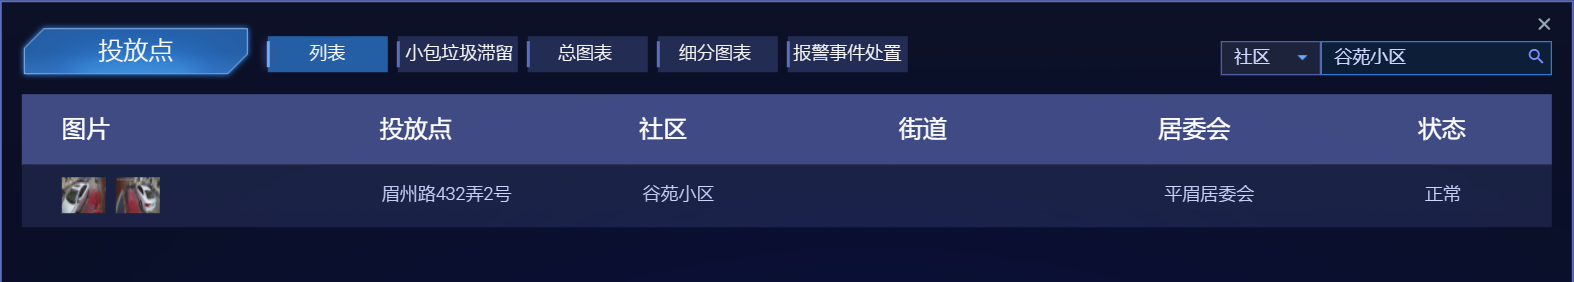 投放点 列表 小包垃圾滞留 总图表 细分图表 报警事件处置 社区 谷苑小区
图片 投放点 社区 街道 居委会 状态
眉州路432弄2号 谷苑小区 平眉居委会 正常